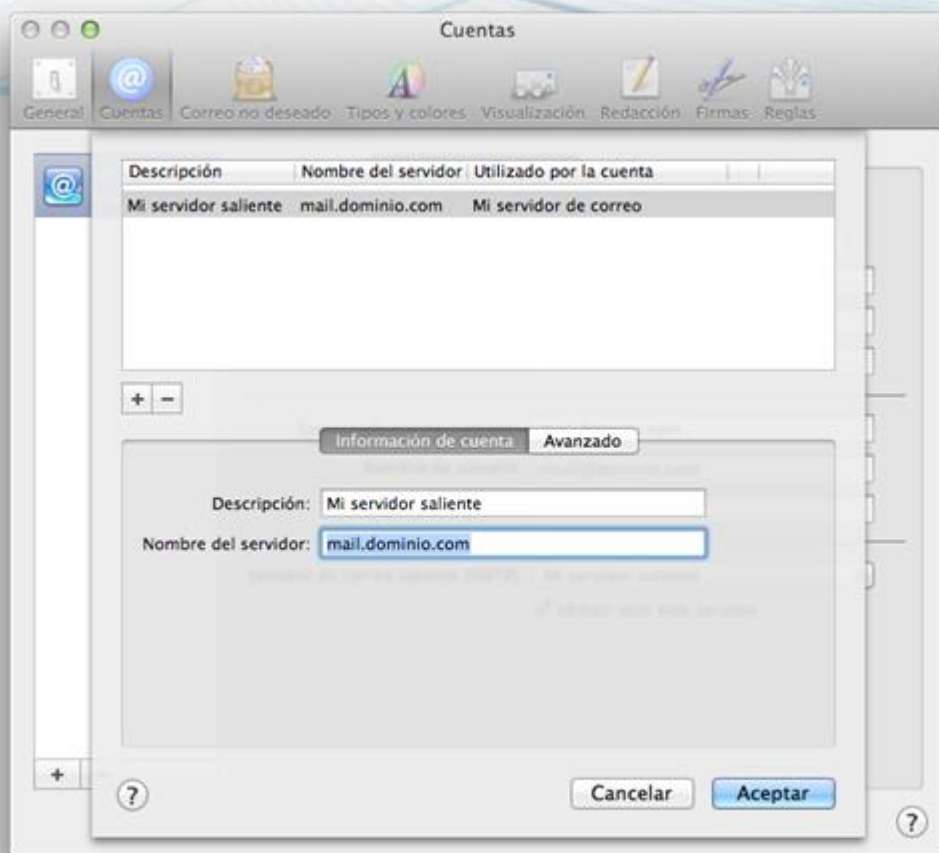 Cuentas
General Cuentas Correo no deseado Tipos y colores Visualización Redacción Firmas Reglas
Descripción Nombre del servidor Utilizado por la cuenta
Mi servidor saliente mail.dominio.com Mi servidor de correo
+ −
Información de cuenta Avanzado
Descripción: Mi servidor saliente
Nombre del servidor: mail.dominio.com
+
? Cancelar Aceptar
?